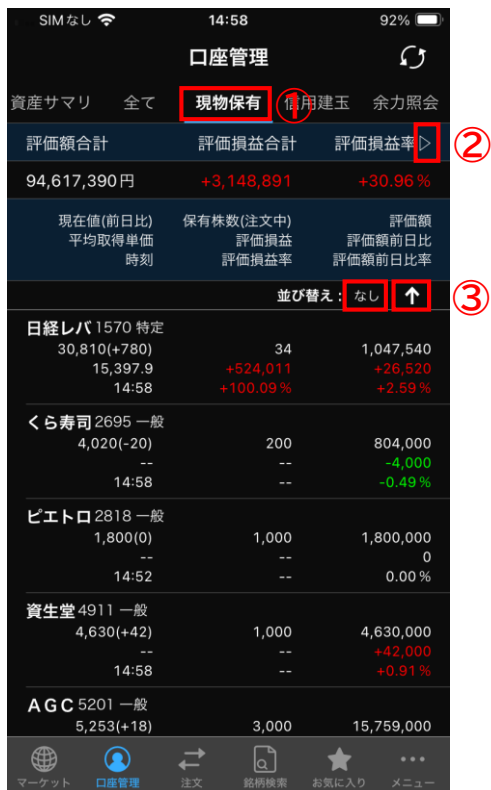 SIMなし 14:58 92%
口座管理
資産サマリ 全て 現物保有 ① 信用建玉 余力照会
評価額合計 評価損益合計 評価損益率▷ ②
94,617,390円 +3,148,891 +30.96%
現在値(前日比) 保有株数(注文中) 評価額
平均取得単価 評価損益 評価額前日比
時刻 評価損益率 評価額前日比率
並び替え: なし ↑ ③
日経レバ 1570 特定
30,810(+780) 34 1,047,540
15,397.9 +524,011 +26,520
14:58 +100.09% +2.59%
くら寿司 2695 一般
4,020(-20) 200 804,000
-- -- -4,000
14:58 -- -0.49%
ピエトロ 2818 一般
1,800(0) 1,000 1,800,000
-- -- 0
14:52 -- 0.00%
資生堂 4911 一般
4,630(+42) 1,000 4,630,000
-- -- +42,000
14:58 -- +0.91%
AGC 5201 一般
5,253(+18) 3,000 15,759,000
マーケット 口座管理 注文 銘柄検索 お気に入り メニュー